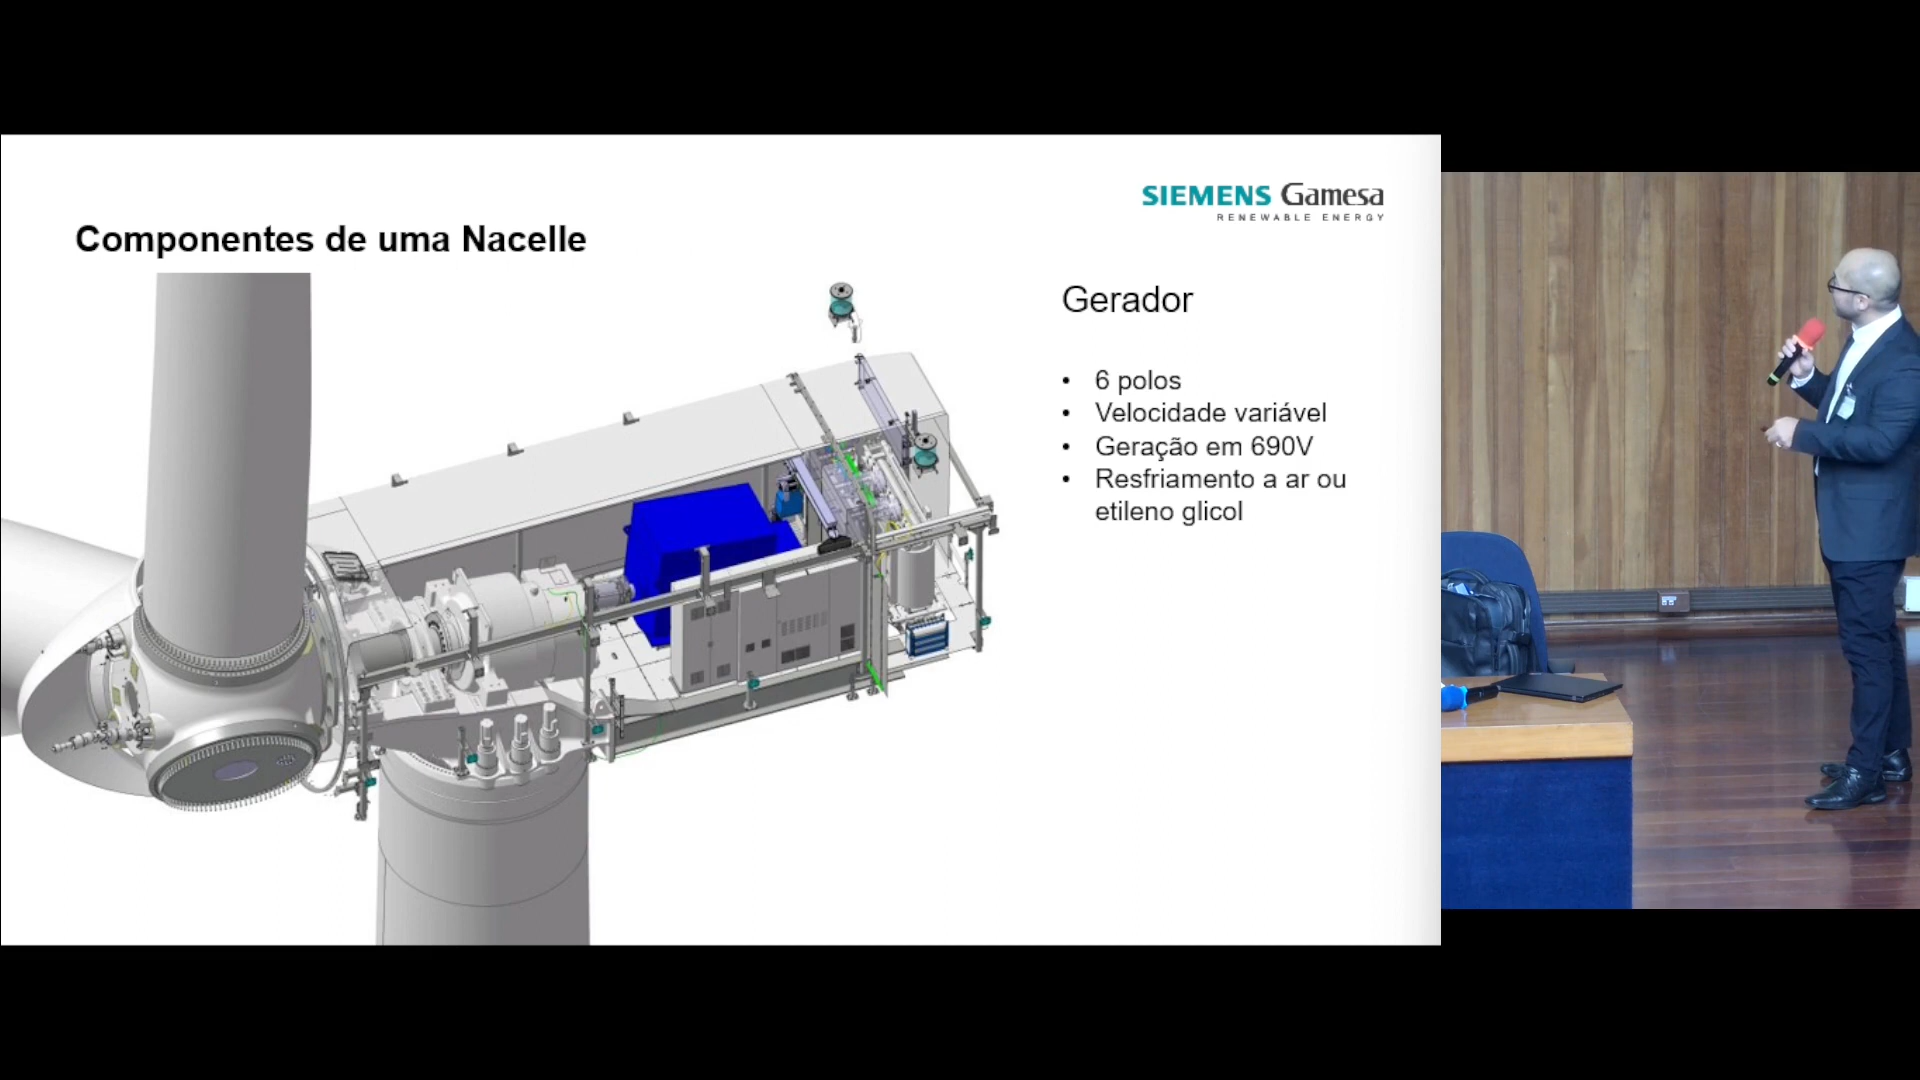 SIEMENS Gamesa
RENEWABLE ENERGY
Componentes de uma Nacelle
Gerador
• 6 polos
• Velocidade variável
• Geração em 690V
• Resfriamento a ar ou
etileno glicol